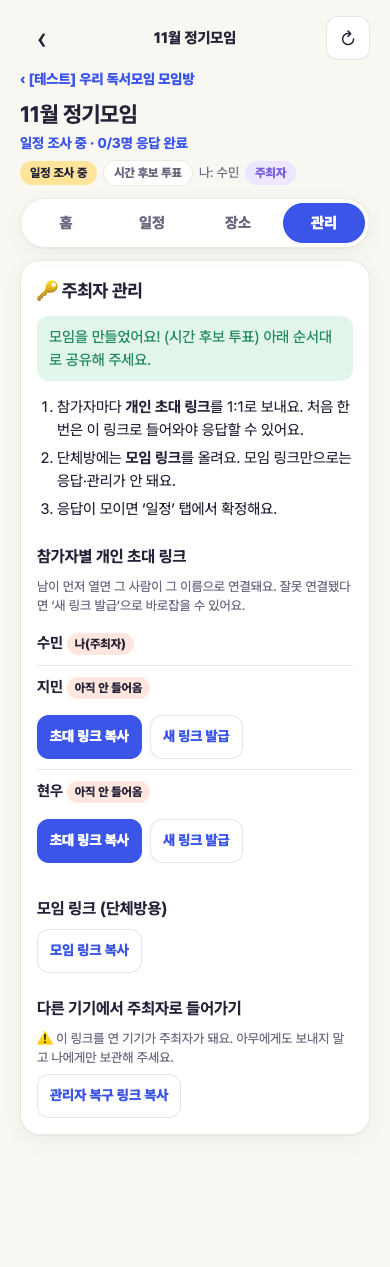 ❮ 11월 정기모임 ↻
‹ [테스트] 우리 독서모임 모임방
11월 정기모임
일정 조사 중 · 0/3명 응답 완료
일정 조사 중 시간 후보 투표 나: 수민 주최자
홈 일정 장소 관리
🔑 주최자 관리
모임을 만들었어요! (시간 후보 투표) 아래 순서대
로 공유해 주세요.
1. 참가자마다 개인 초대 링크를 1:1로 보내요. 처음 한
번은 이 링크로 들어와야 응답할 수 있어요.
2. 단체방에는 모임 링크를 올려요. 모임 링크만으로는
응답·관리가 안 돼요.
3. 응답이 모이면 ‘일정’ 탭에서 확정해요.
참가자별 개인 초대 링크
남이 먼저 열면 그 사람이 그 이름으로 연결돼요. 잘못 연결됐다
면 ‘새 링크 발급’으로 바로잡을 수 있어요.
수민 나(주최자)
지민 아직 안 들어옴
초대 링크 복사 새 링크 발급
현우 아직 안 들어옴
초대 링크 복사 새 링크 발급
모임 링크 (단체방용)
모임 링크 복사
다른 기기에서 주최자로 들어가기
⚠️ 이 링크를 연 기기가 주최자가 돼요. 아무에게도 보내지 말
고 나에게만 보관해 주세요.
관리자 복구 링크 복사